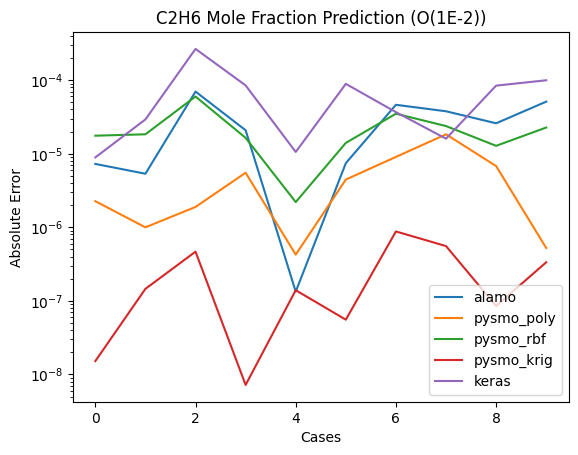 C2H6 Mole Fraction Prediction (O(1E-2))
Absolute Error
10⁻⁴
10⁻⁵
10⁻⁶
10⁻⁷
10⁻⁸
0 2 4 6 8
Cases
alamo
pysmo_poly
pysmo_rbf
pysmo_krig
keras